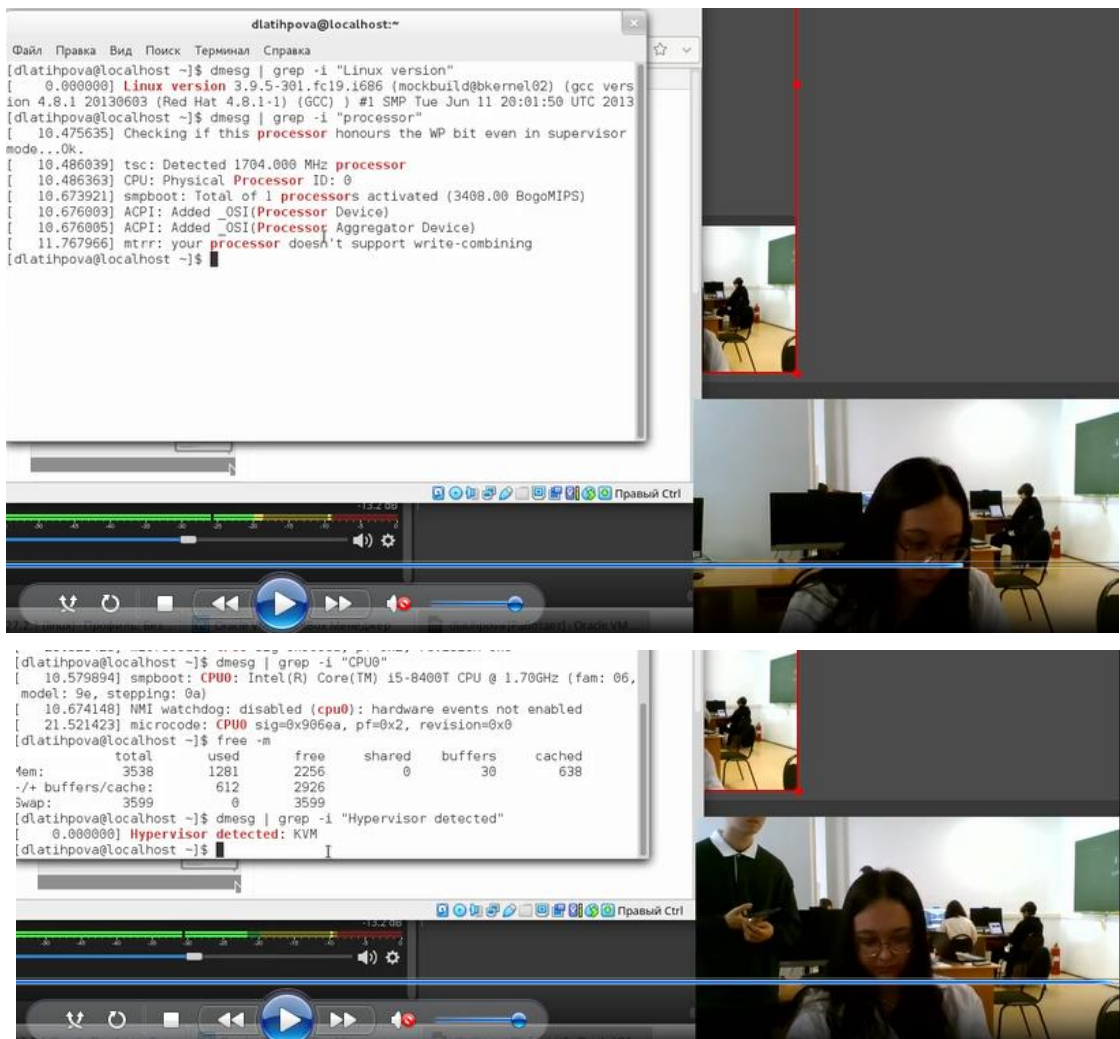 dlatihpova@localhost:~
Файл Правка Вид Поиск Терминал Справка
[dlatihpova@localhost ~]$ dmesg | grep -i "Linux version"
[    0.000000] Linux version 3.9.5-301.fc19.i686 (mockbuild@bkernel02) (gcc vers
ion 4.8.1 20130603 (Red Hat 4.8.1-1) (GCC) ) #1 SMP Tue Jun 11 20:01:50 UTC 2013
[dlatihpova@localhost ~]$ dmesg | grep -i "processor"
[   10.475635] Checking if this processor honours the WP bit even in supervisor
mode...Ok.
[   10.486039] tsc: Detected 1704.000 MHz processor
[   10.486363] CPU: Physical Processor ID: 0
[   10.673921] smpboot: Total of 1 processors activated (3408.00 BogoMIPS)
[   10.676003] ACPI: Added _OSI(Processor Device)
[   10.676005] ACPI: Added _OSI(Processor Aggregator Device)
[   11.767966] mtrr: your processor doesn't support write-combining
[dlatihpova@localhost ~]$
Правый Ctrl
-13.2 dB
[dlatihpova@localhost ~]$ dmesg | grep -i "CPU0"
[   10.579894] smpboot: CPU0: Intel(R) Core(TM) i5-8400T CPU @ 1.70GHz (fam: 06,
model: 9e, stepping: 0a)
[   10.674148] NMI watchdog: disabled (cpu0): hardware events not enabled
[   21.521423] microcode: CPU0 sig=0x906ea, pf=0x2, revision=0x0
[dlatihpova@localhost ~]$ free -m
total used free shared buffers cached
Mem: 3538 1281 2256 0 30 638
-/+ buffers/cache: 612 2926
Swap: 3599 0 3599
[dlatihpova@localhost ~]$ dmesg | grep -i "Hypervisor detected"
[    0.000000] Hypervisor detected: KVM
[dlatihpova@localhost ~]$
Правый Ctrl
-13.2 dB